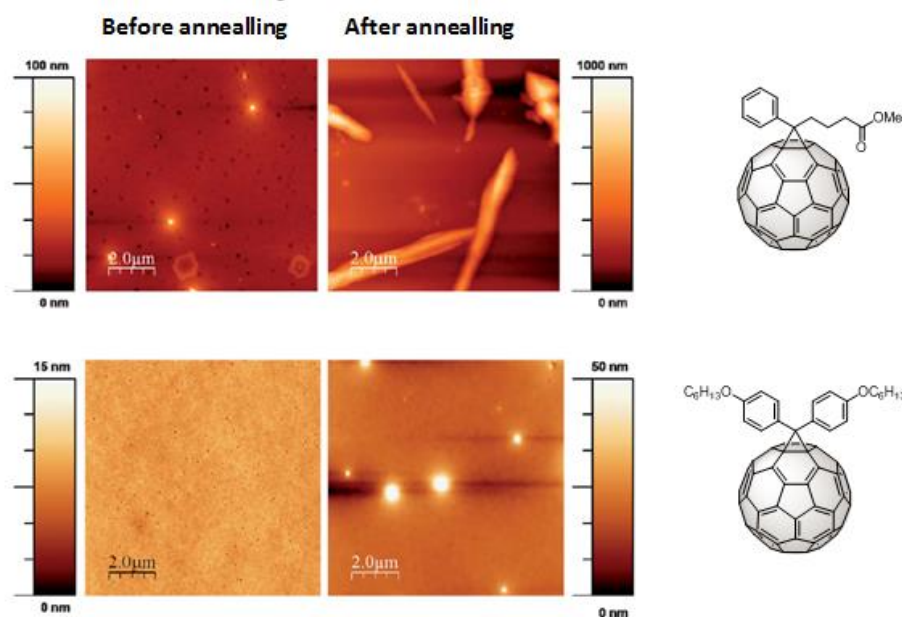 Before annealling After annealling
100 nm 1000 nm
OMe
O
2.0µm 2.0µm
0 nm 0 nm
15 nm 50 nm
C₆H₁₃O OC₆H₁₃
2.0µm 2.0µm
0 nm 0 nm